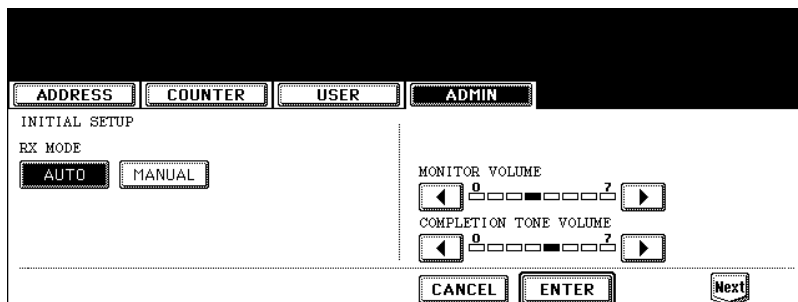 ADDRESS COUNTER USER ADMIN
INITIAL SETUP
RX MODE
AUTO MANUAL
MONITOR VOLUME
0 7
COMPLETION TONE VOLUME
0 7
CANCEL ENTER Next